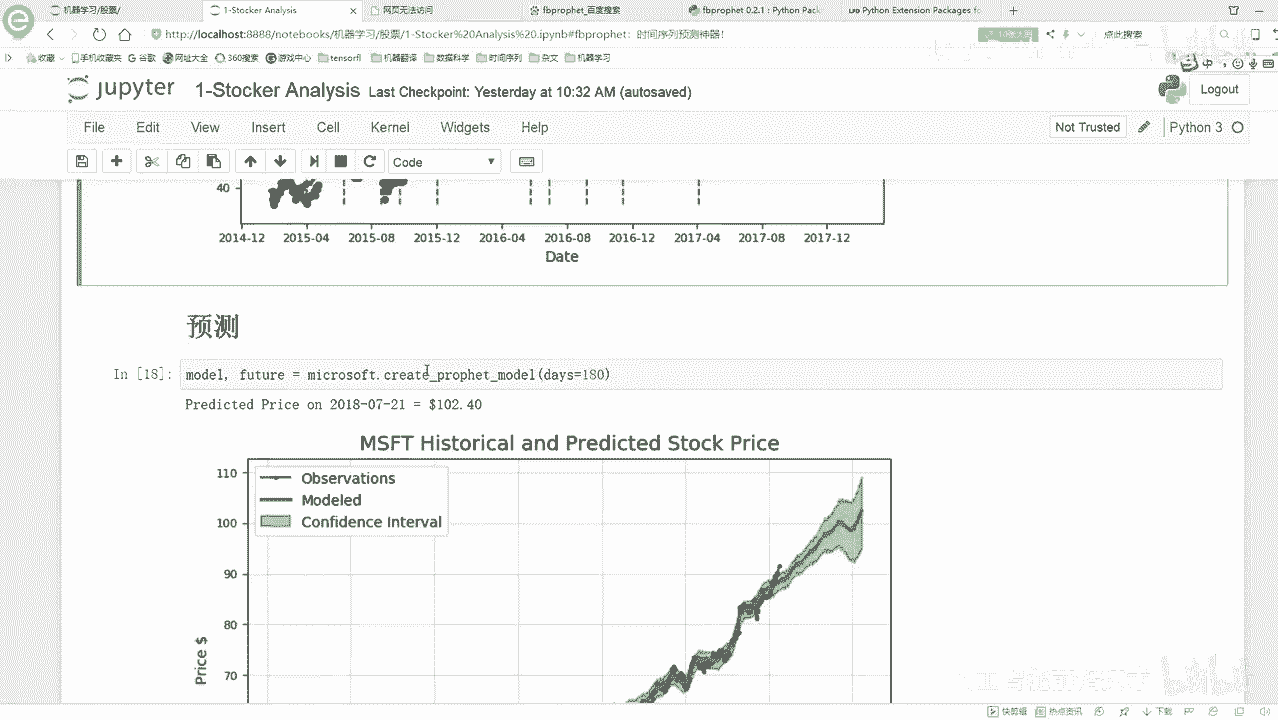 机器学习/股票/
1-Stocker Analysis
网页无法访问
fbprophet_百度搜索
fbprophet 0.2.1 : Python Pack
Python Extension Packages fo
http://localhost:8888/notebooks/机器学习/股票/1-Stocker%20Analysis%20.ipynb#fbprophet：时间序列预测神器！
点此搜索
收藏
手机收藏夹
谷歌
网址大全
360搜索
游戏中心
tensorfl
机器翻译
数据科学
时间序列
杂文
机器学习
中
jupyter
1-Stocker Analysis
Last Checkpoint: Yesterday at 10:32 AM (autosaved)
Logout
File
Edit
View
Insert
Cell
Kernel
Widgets
Help
Not Trusted
Python 3
Code
40
2014-12
2015-04
2015-08
2015-12
2016-04
2016-08
2016-12
2017-04
2017-08
2017-12
Date
预测
In [18]:
model, future = microsoft.create_prophet_model(days=180)
Predicted Price on 2018-07-21 = $102.40
MSFT Historical and Predicted Stock Price
Observations
Modeled
Confidence Interval
110
100
90
80
70
Price $
快剪辑
热点资讯
下载